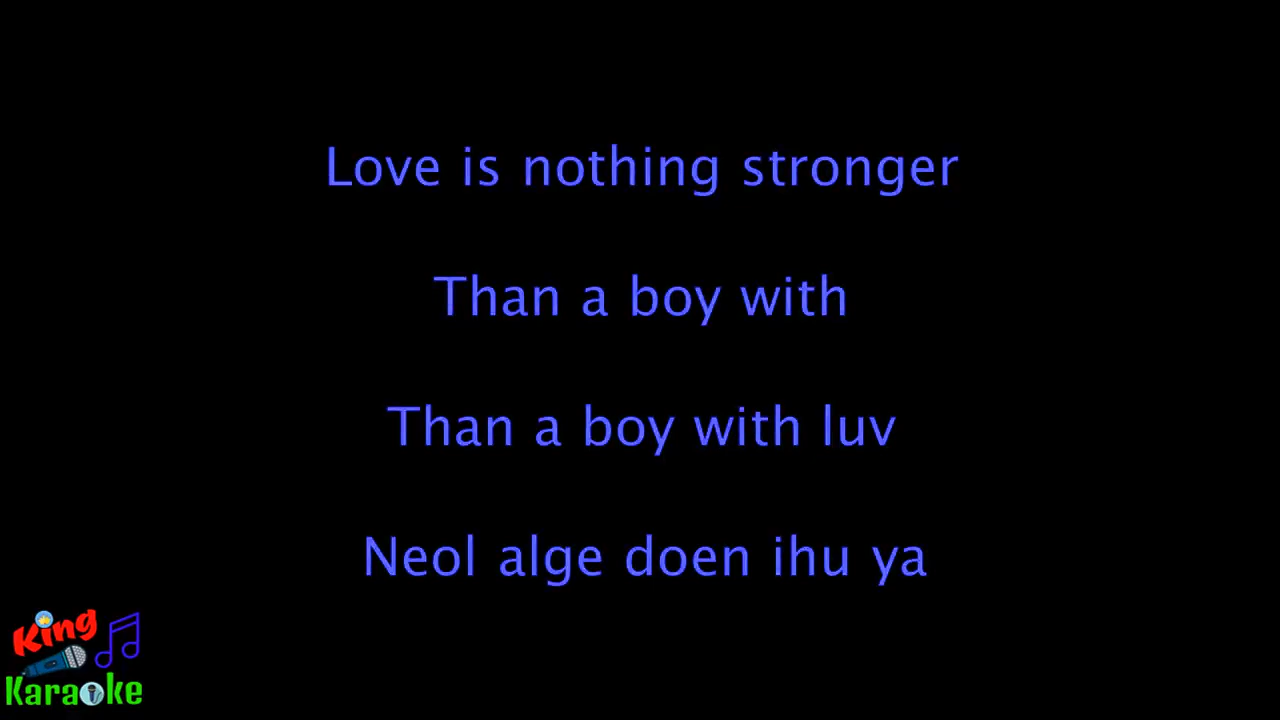 Love is nothing stronger
Than a boy with
Than a boy with luv
Neol alge doen ihu ya
King
Karaoke